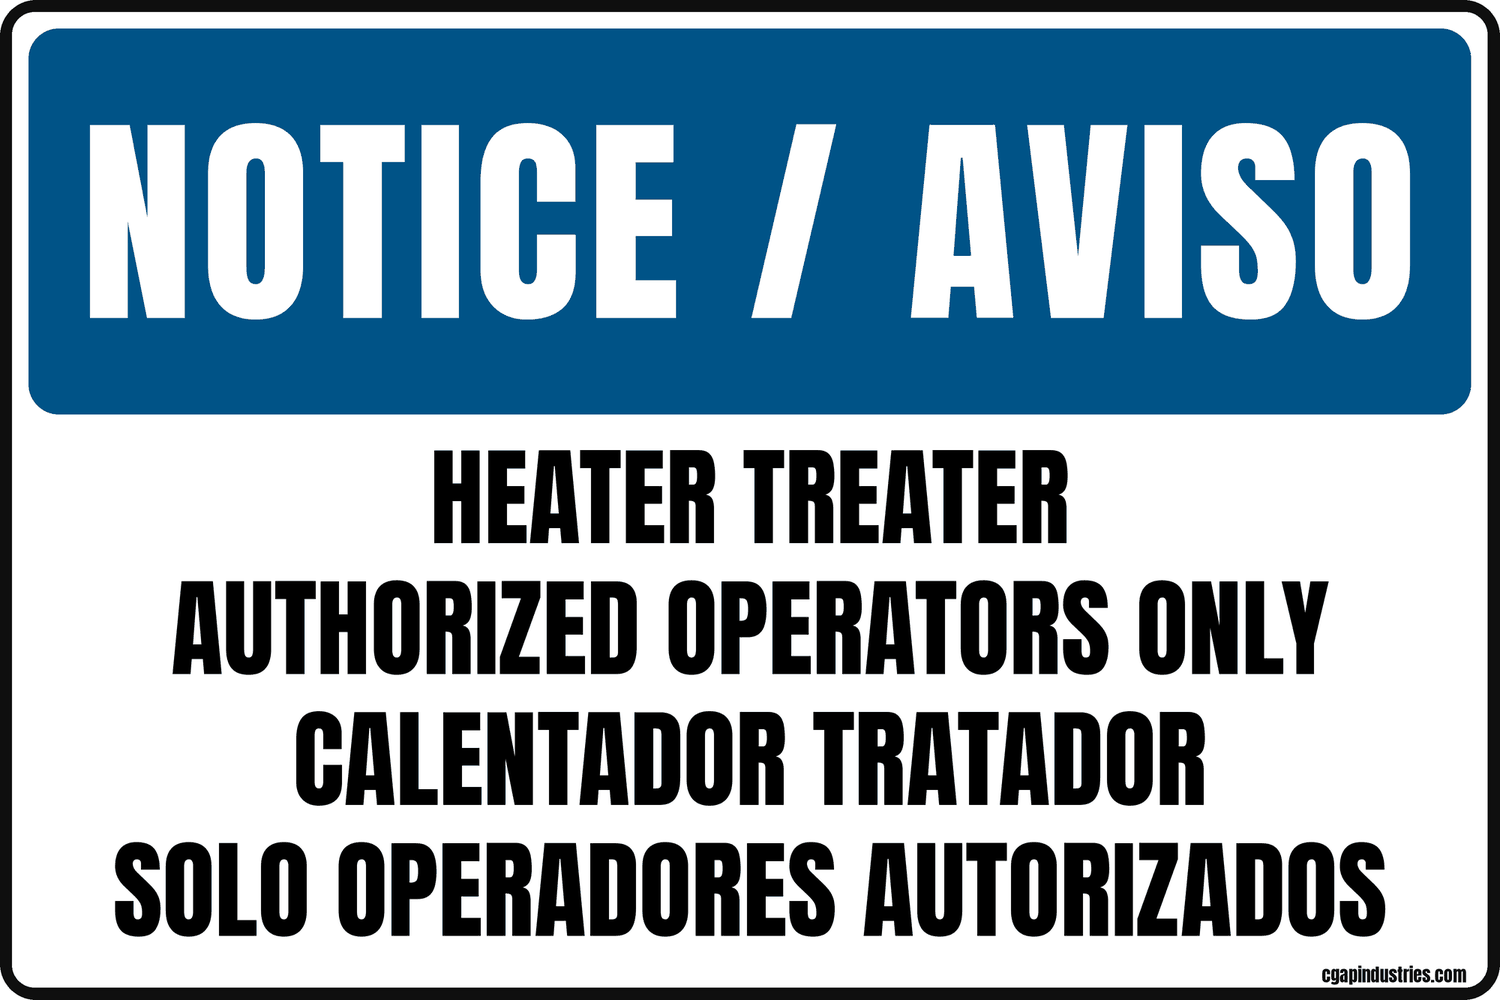 NOTICE / AVISO
HEATER TREATER
AUTHORIZED OPERATORS ONLY
CALENTADOR TRATADOR
SOLO OPERADORES AUTORIZADOS
cgapindustries.com